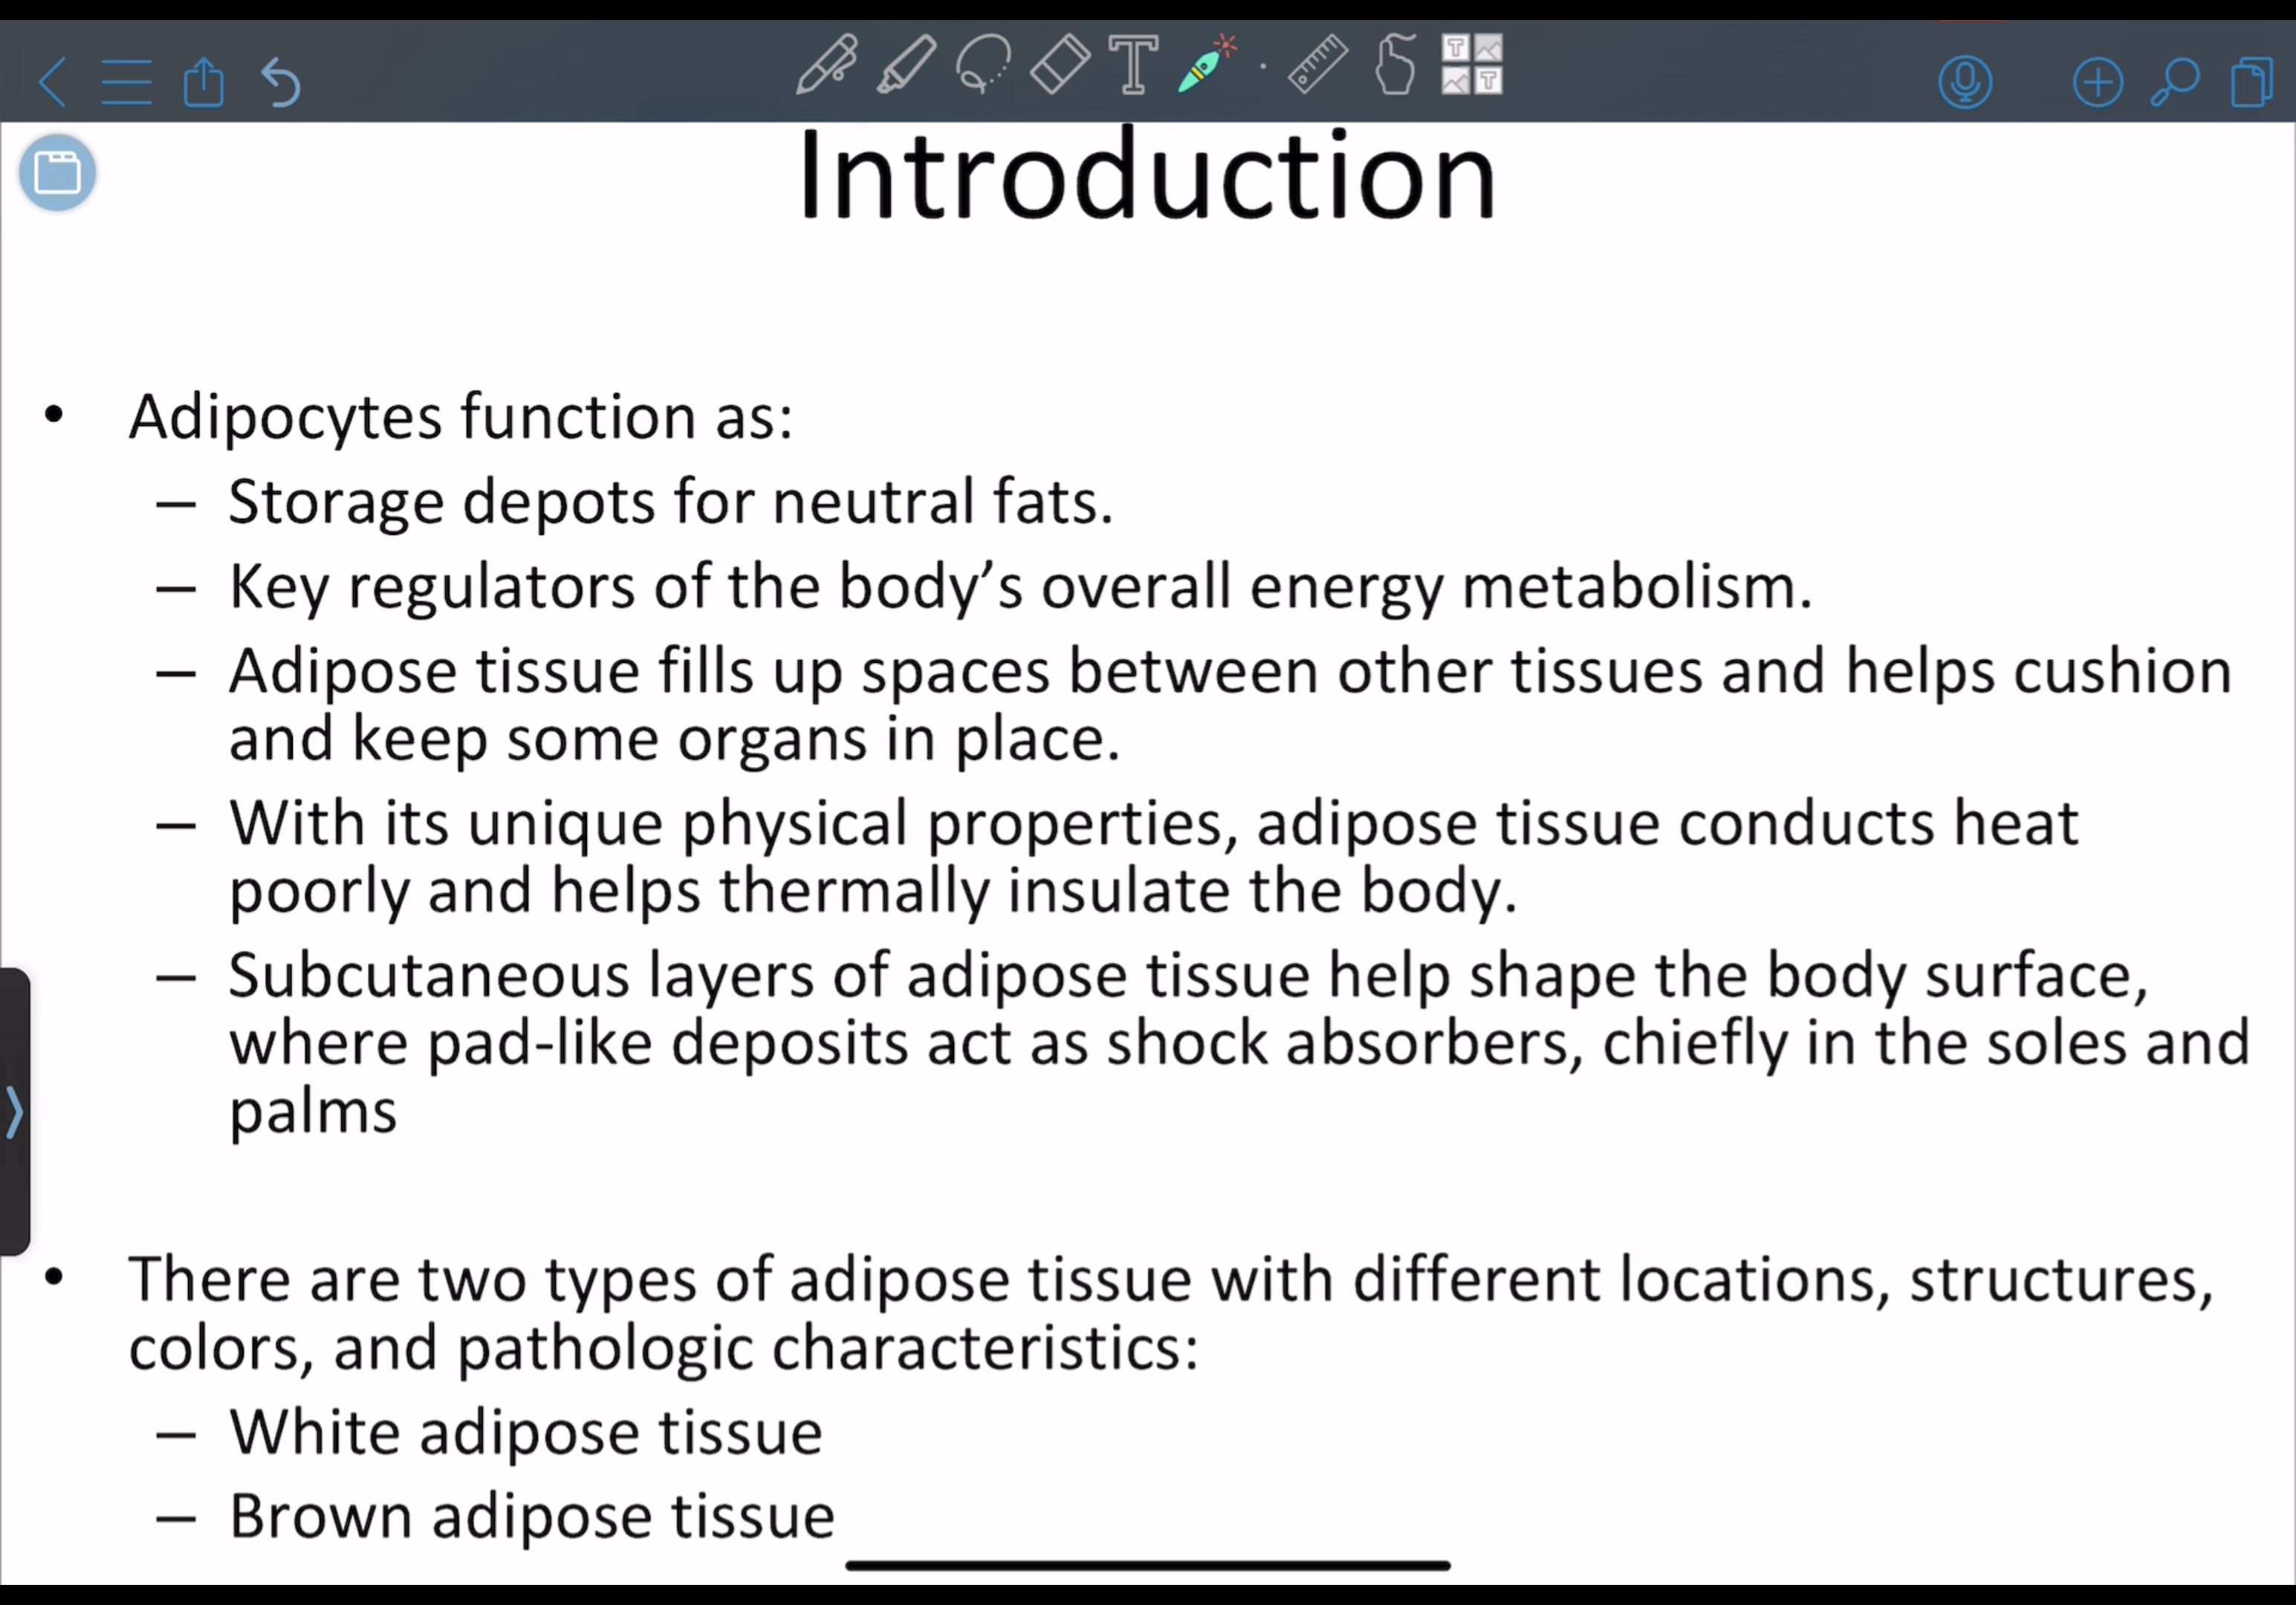 Introduction
• Adipocytes function as:
– Storage depots for neutral fats.
– Key regulators of the body’s overall energy metabolism.
– Adipose tissue fills up spaces between other tissues and helps cushion
and keep some organs in place.
– With its unique physical properties, adipose tissue conducts heat
poorly and helps thermally insulate the body.
– Subcutaneous layers of adipose tissue help shape the body surface,
where pad-like deposits act as shock absorbers, chiefly in the soles and
palms
• There are two types of adipose tissue with different locations, structures,
colors, and pathologic characteristics:
– White adipose tissue
– Brown adipose tissue